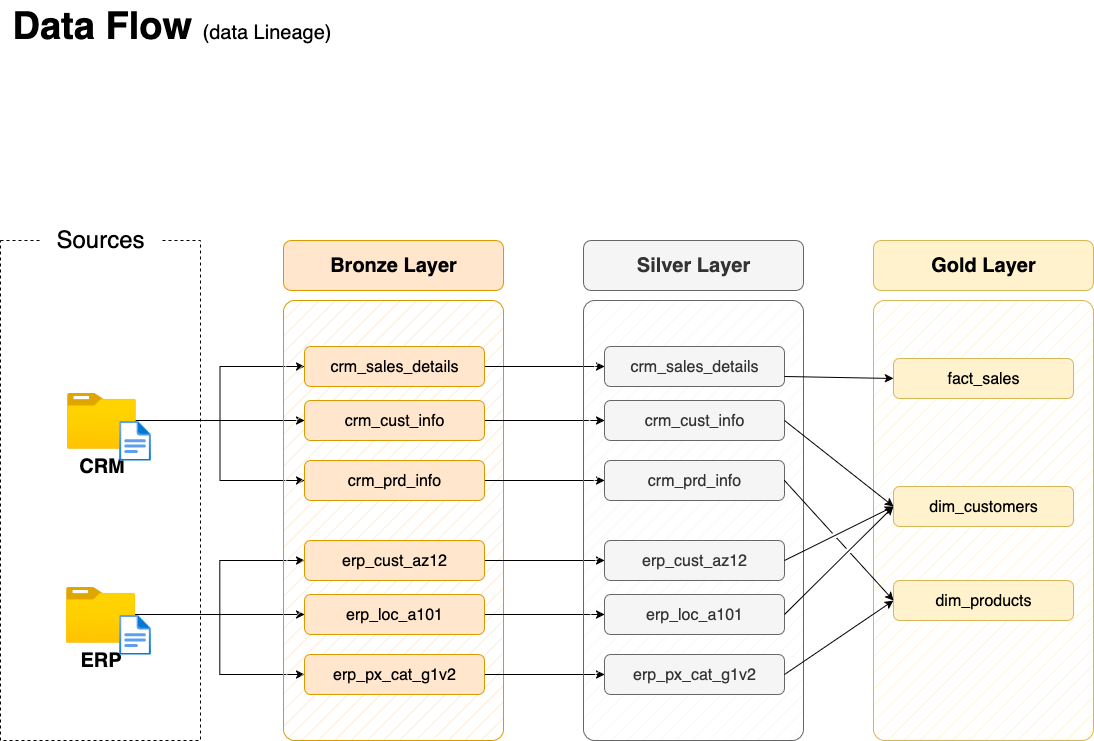 Data Flow (data Lineage)
Sources
CRM
ERP
Bronze Layer
crm_sales_details
crm_cust_info
crm_prd_info
erp_cust_az12
erp_loc_a101
erp_px_cat_g1v2
Silver Layer
crm_sales_details
crm_cust_info
crm_prd_info
erp_cust_az12
erp_loc_a101
erp_px_cat_g1v2
Gold Layer
fact_sales
dim_customers
dim_products